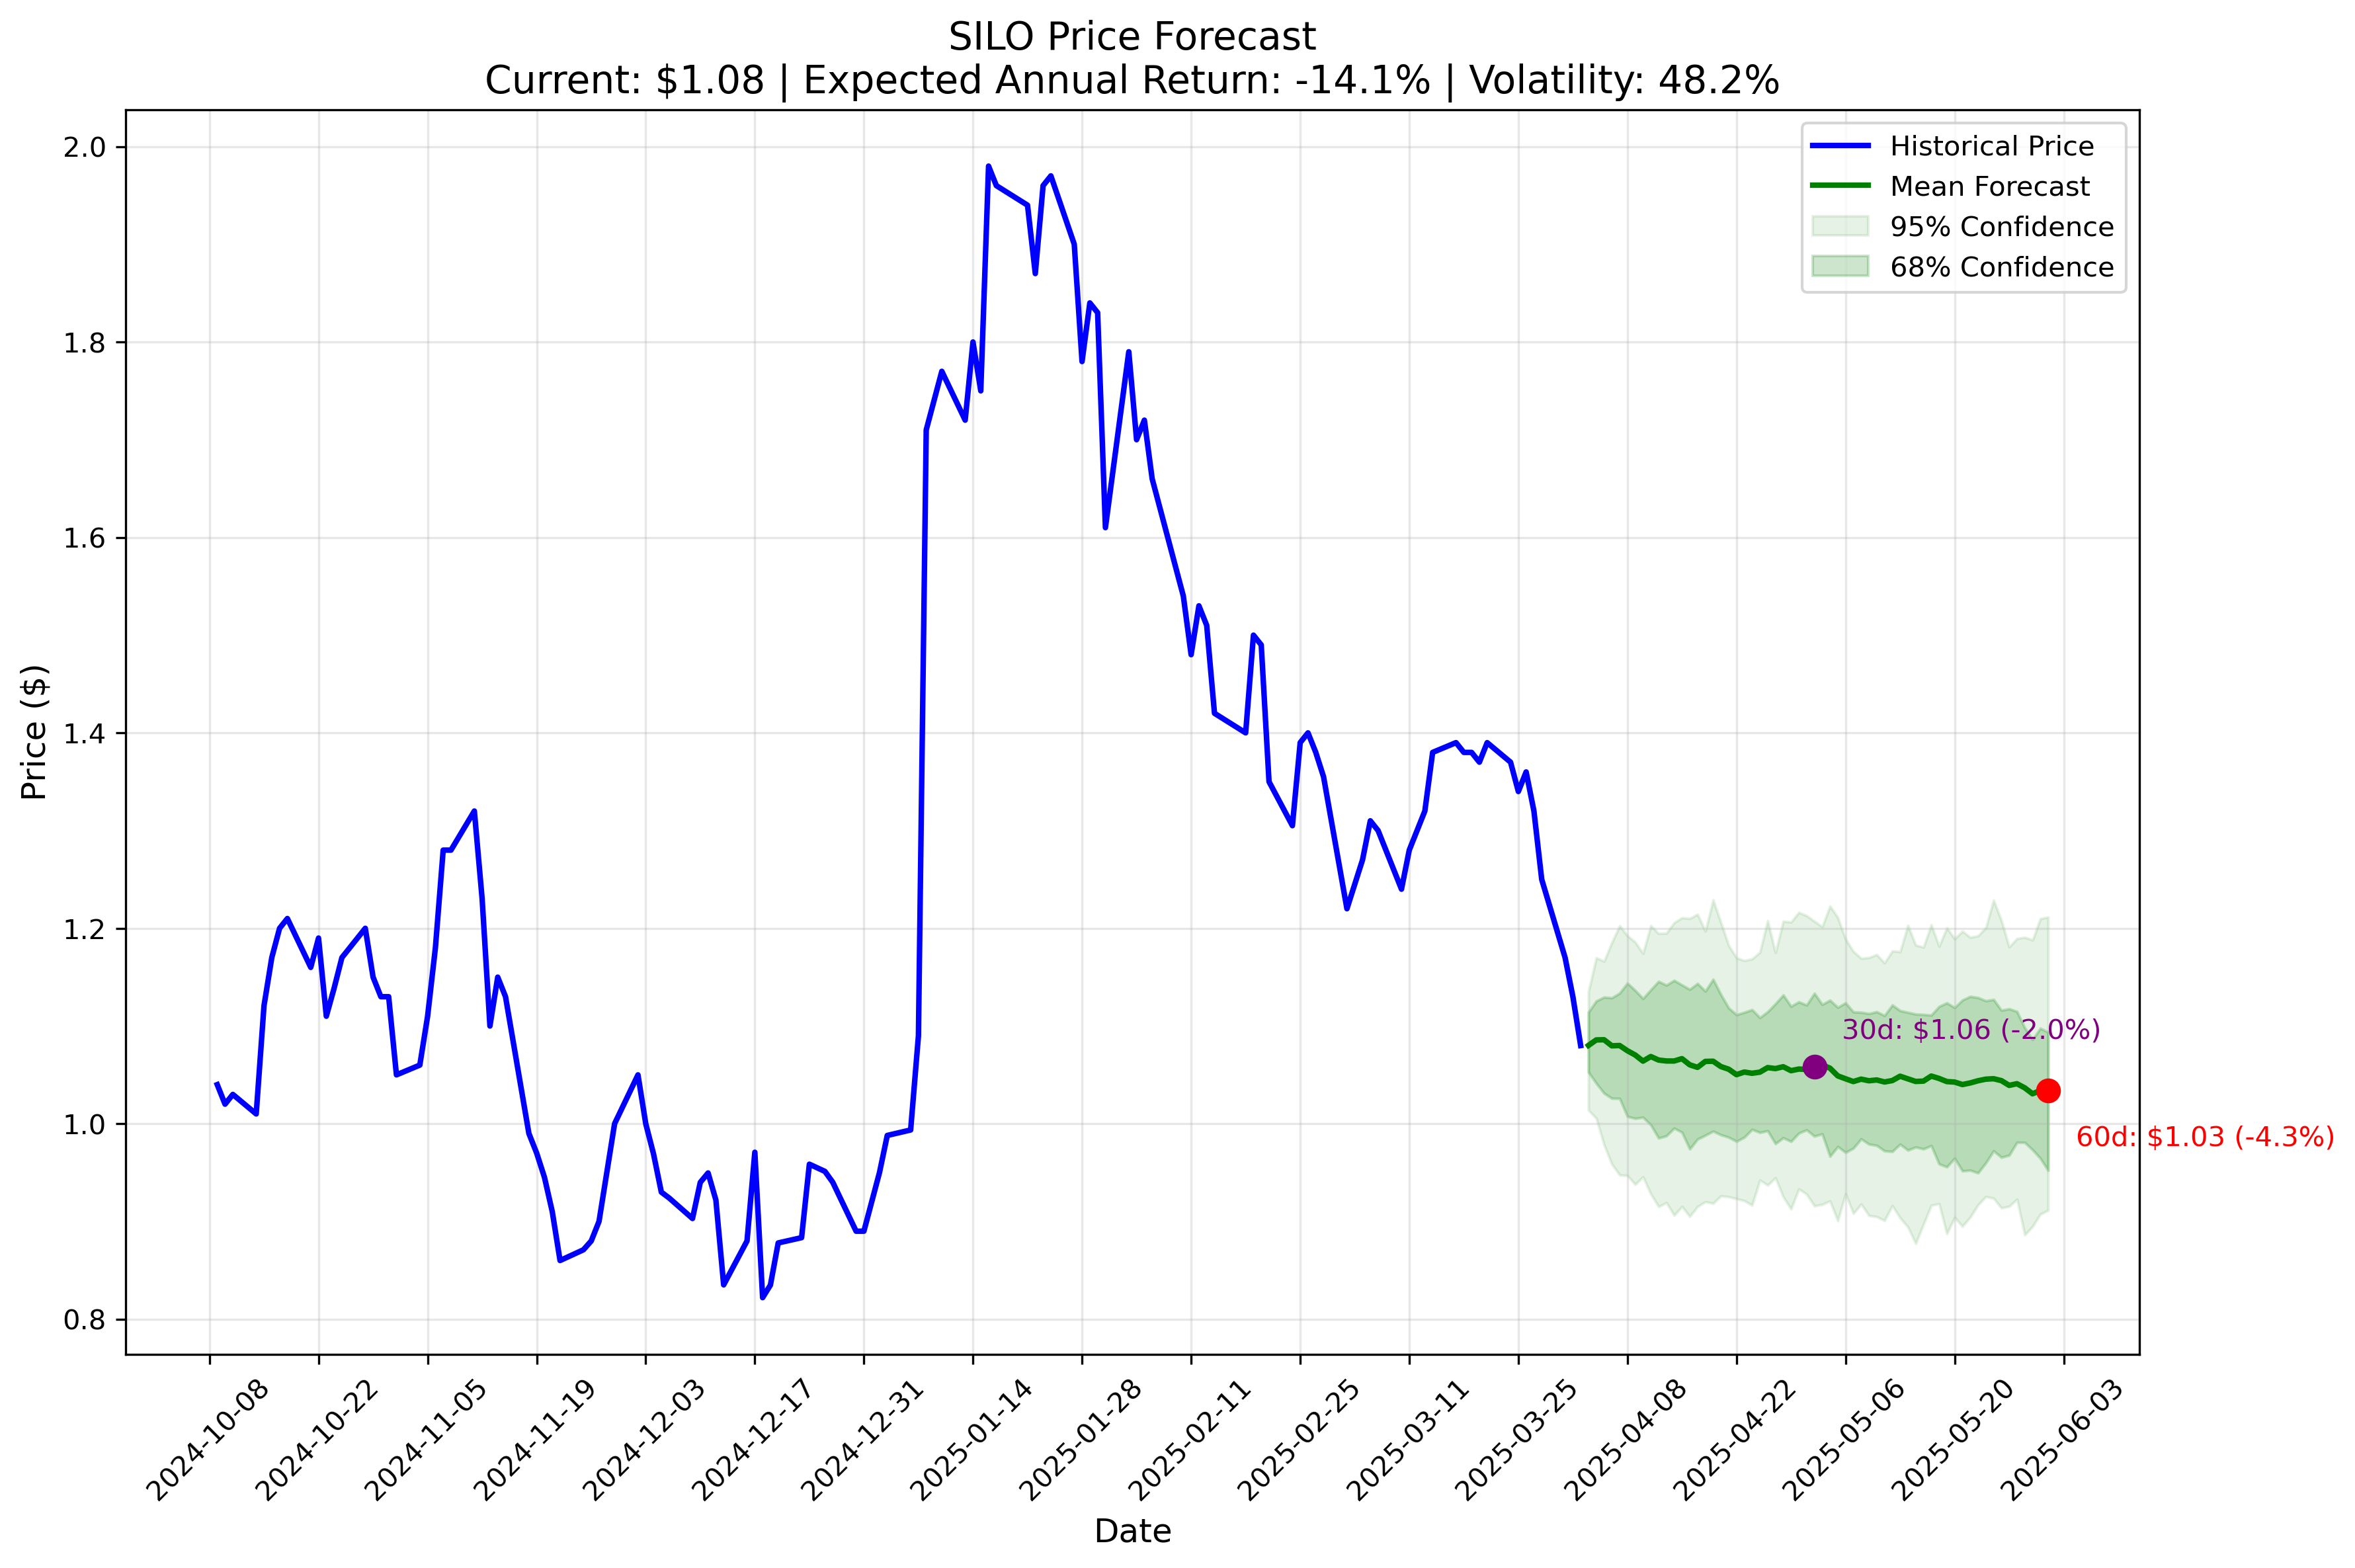 SILO Price Forecast
Current: $1.08 | Expected Annual Return: -14.1% | Volatility: 48.2%
Historical Price
Mean Forecast
95% Confidence
68% Confidence
Price ($)
2.0
1.8
1.6
1.4
1.2
1.0
0.8
30d: $1.06 (-2.0%)
60d: $1.03 (-4.3%)
2024-10-08
2024-10-22
2024-11-05
2024-11-19
2024-12-03
2024-12-17
2024-12-31
2025-01-14
2025-01-28
2025-02-11
2025-02-25
2025-03-11
2025-03-25
2025-04-08
2025-04-22
2025-05-06
2025-05-20
2025-06-03
Date